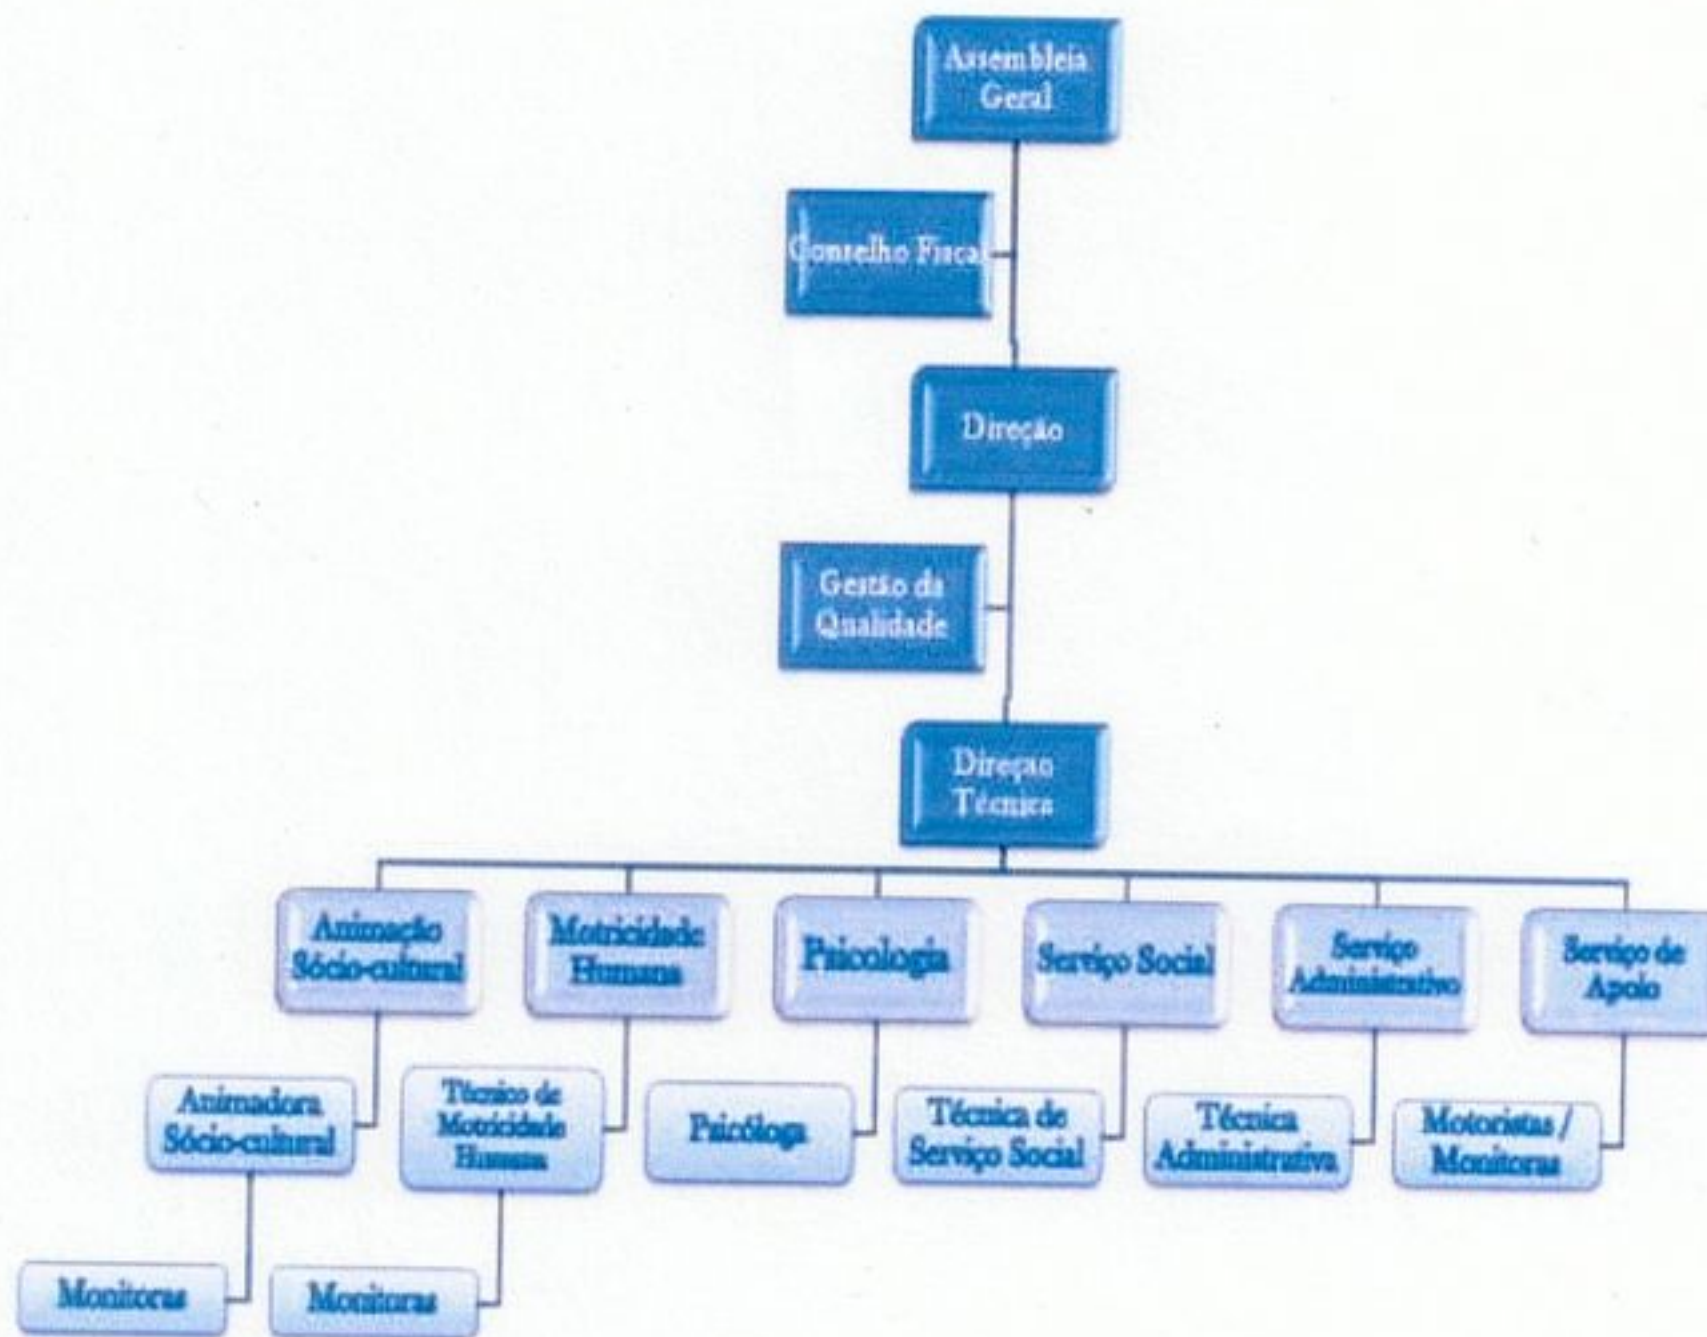 Assembleia
Geral
Conselho Fiscal
Direção
Gestão da
Qualidade
Direção
Técnica
Animação
Sócio-cultural
Motricidade
Humana
Psicologia
Serviço Social
Serviço
Administrativo
Serviço de
Apoio
Animadora
Sócio-cultural
Técnico de
Motricidade
Humana
Psicóloga
Técnica de
Serviço Social
Técnica
Administrativa
Motoristas /
Monitoras
Monitoras
Monitoras